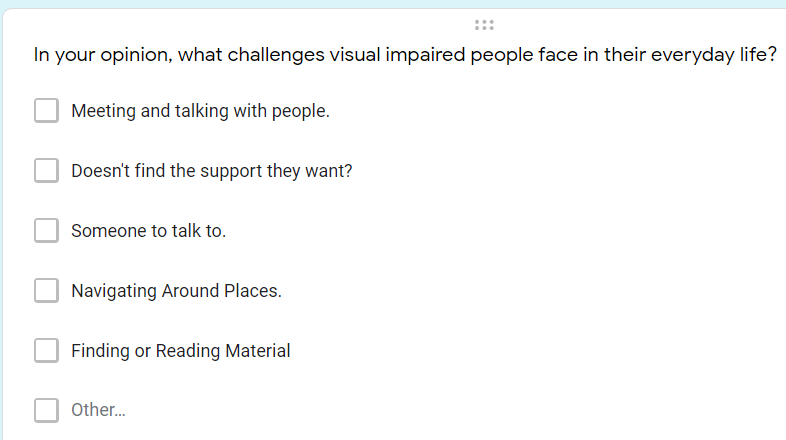 In your opinion, what challenges visual impaired people face in their everyday life?
Meeting and talking with people.
Doesn't find the support they want?
Someone to talk to.
Navigating Around Places.
Finding or Reading Material
Other...